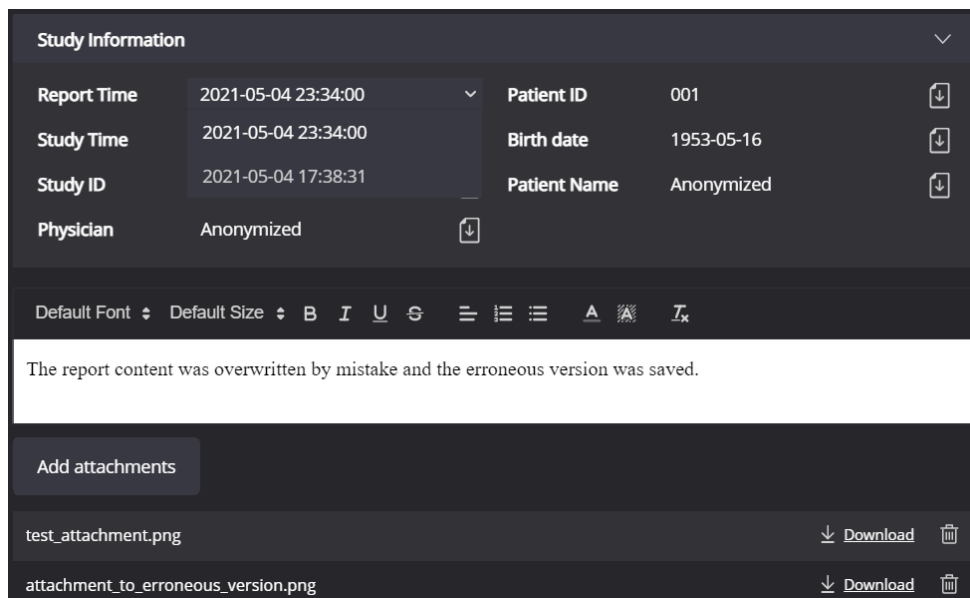 Study Information
Report Time 2021-05-04 23:34:00 Patient ID 001
Study Time 2021-05-04 23:34:00 Birth date 1953-05-16
Study ID 2021-05-04 17:38:31 Patient Name Anonymized
Physician Anonymized
Default Font Default Size B I U S A A Tx
The report content was overwritten by mistake and the erroneous version was saved.
Add attachments
test_attachment.png Download
attachment_to_erroneous_version.png Download